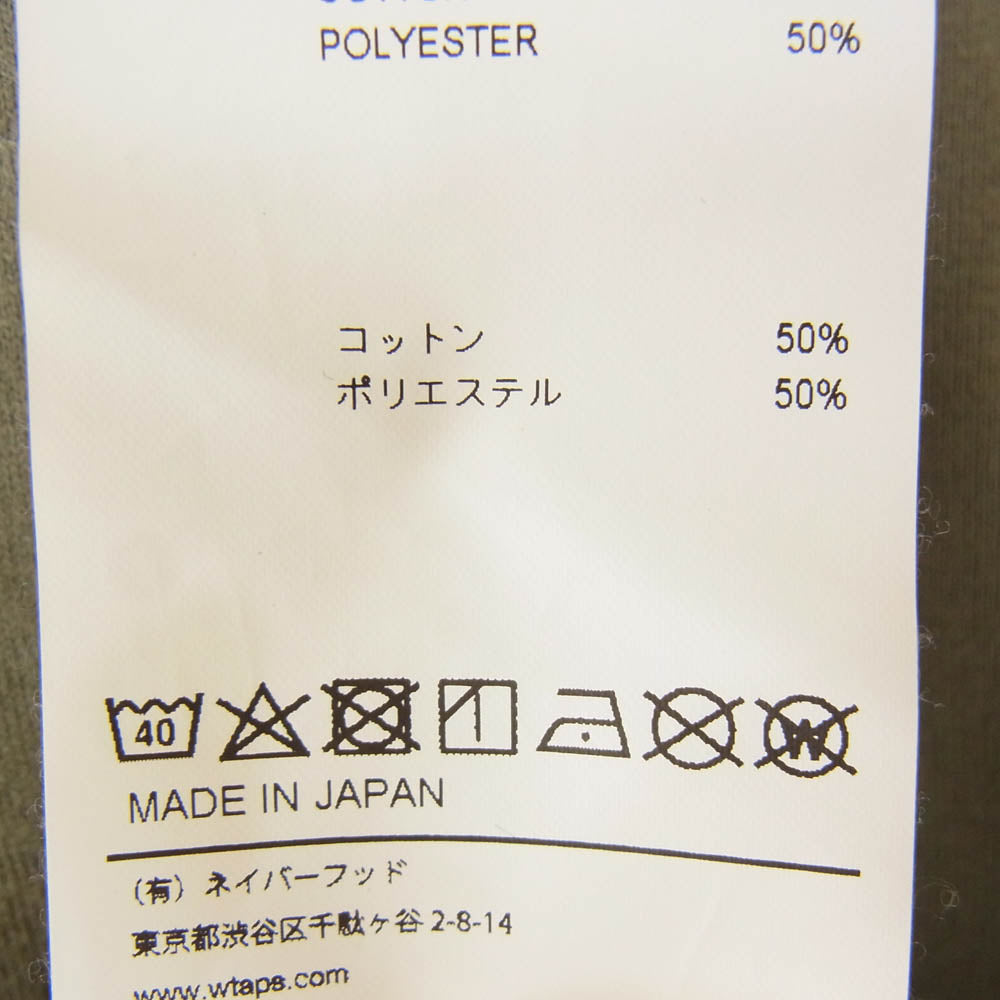 POLYESTER 50%
コットン 50%
ポリエステル 50%
40 W
MADE IN JAPAN
(有) ネイバーフッド
東京都渋谷区千駄ヶ谷 2-8-14
www.wtaps.com